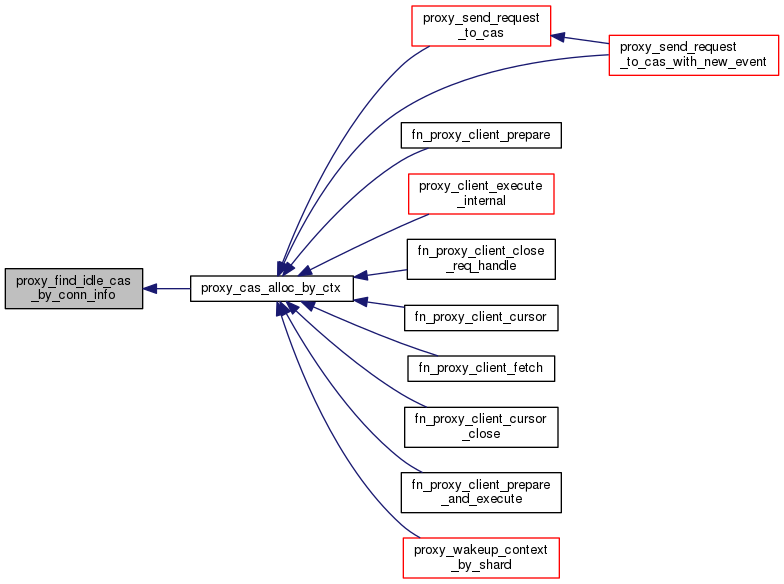 proxy_find_idle_cas
_by_conn_info
proxy_cas_alloc_by_ctx
proxy_send_request
_to_cas
proxy_send_request
_to_cas_with_new_event
fn_proxy_client_prepare
proxy_client_execute
_internal
fn_proxy_client_close
_req_handle
fn_proxy_client_cursor
fn_proxy_client_fetch
fn_proxy_client_cursor
_close
fn_proxy_client_prepare
_and_execute
proxy_wakeup_context
_by_shard